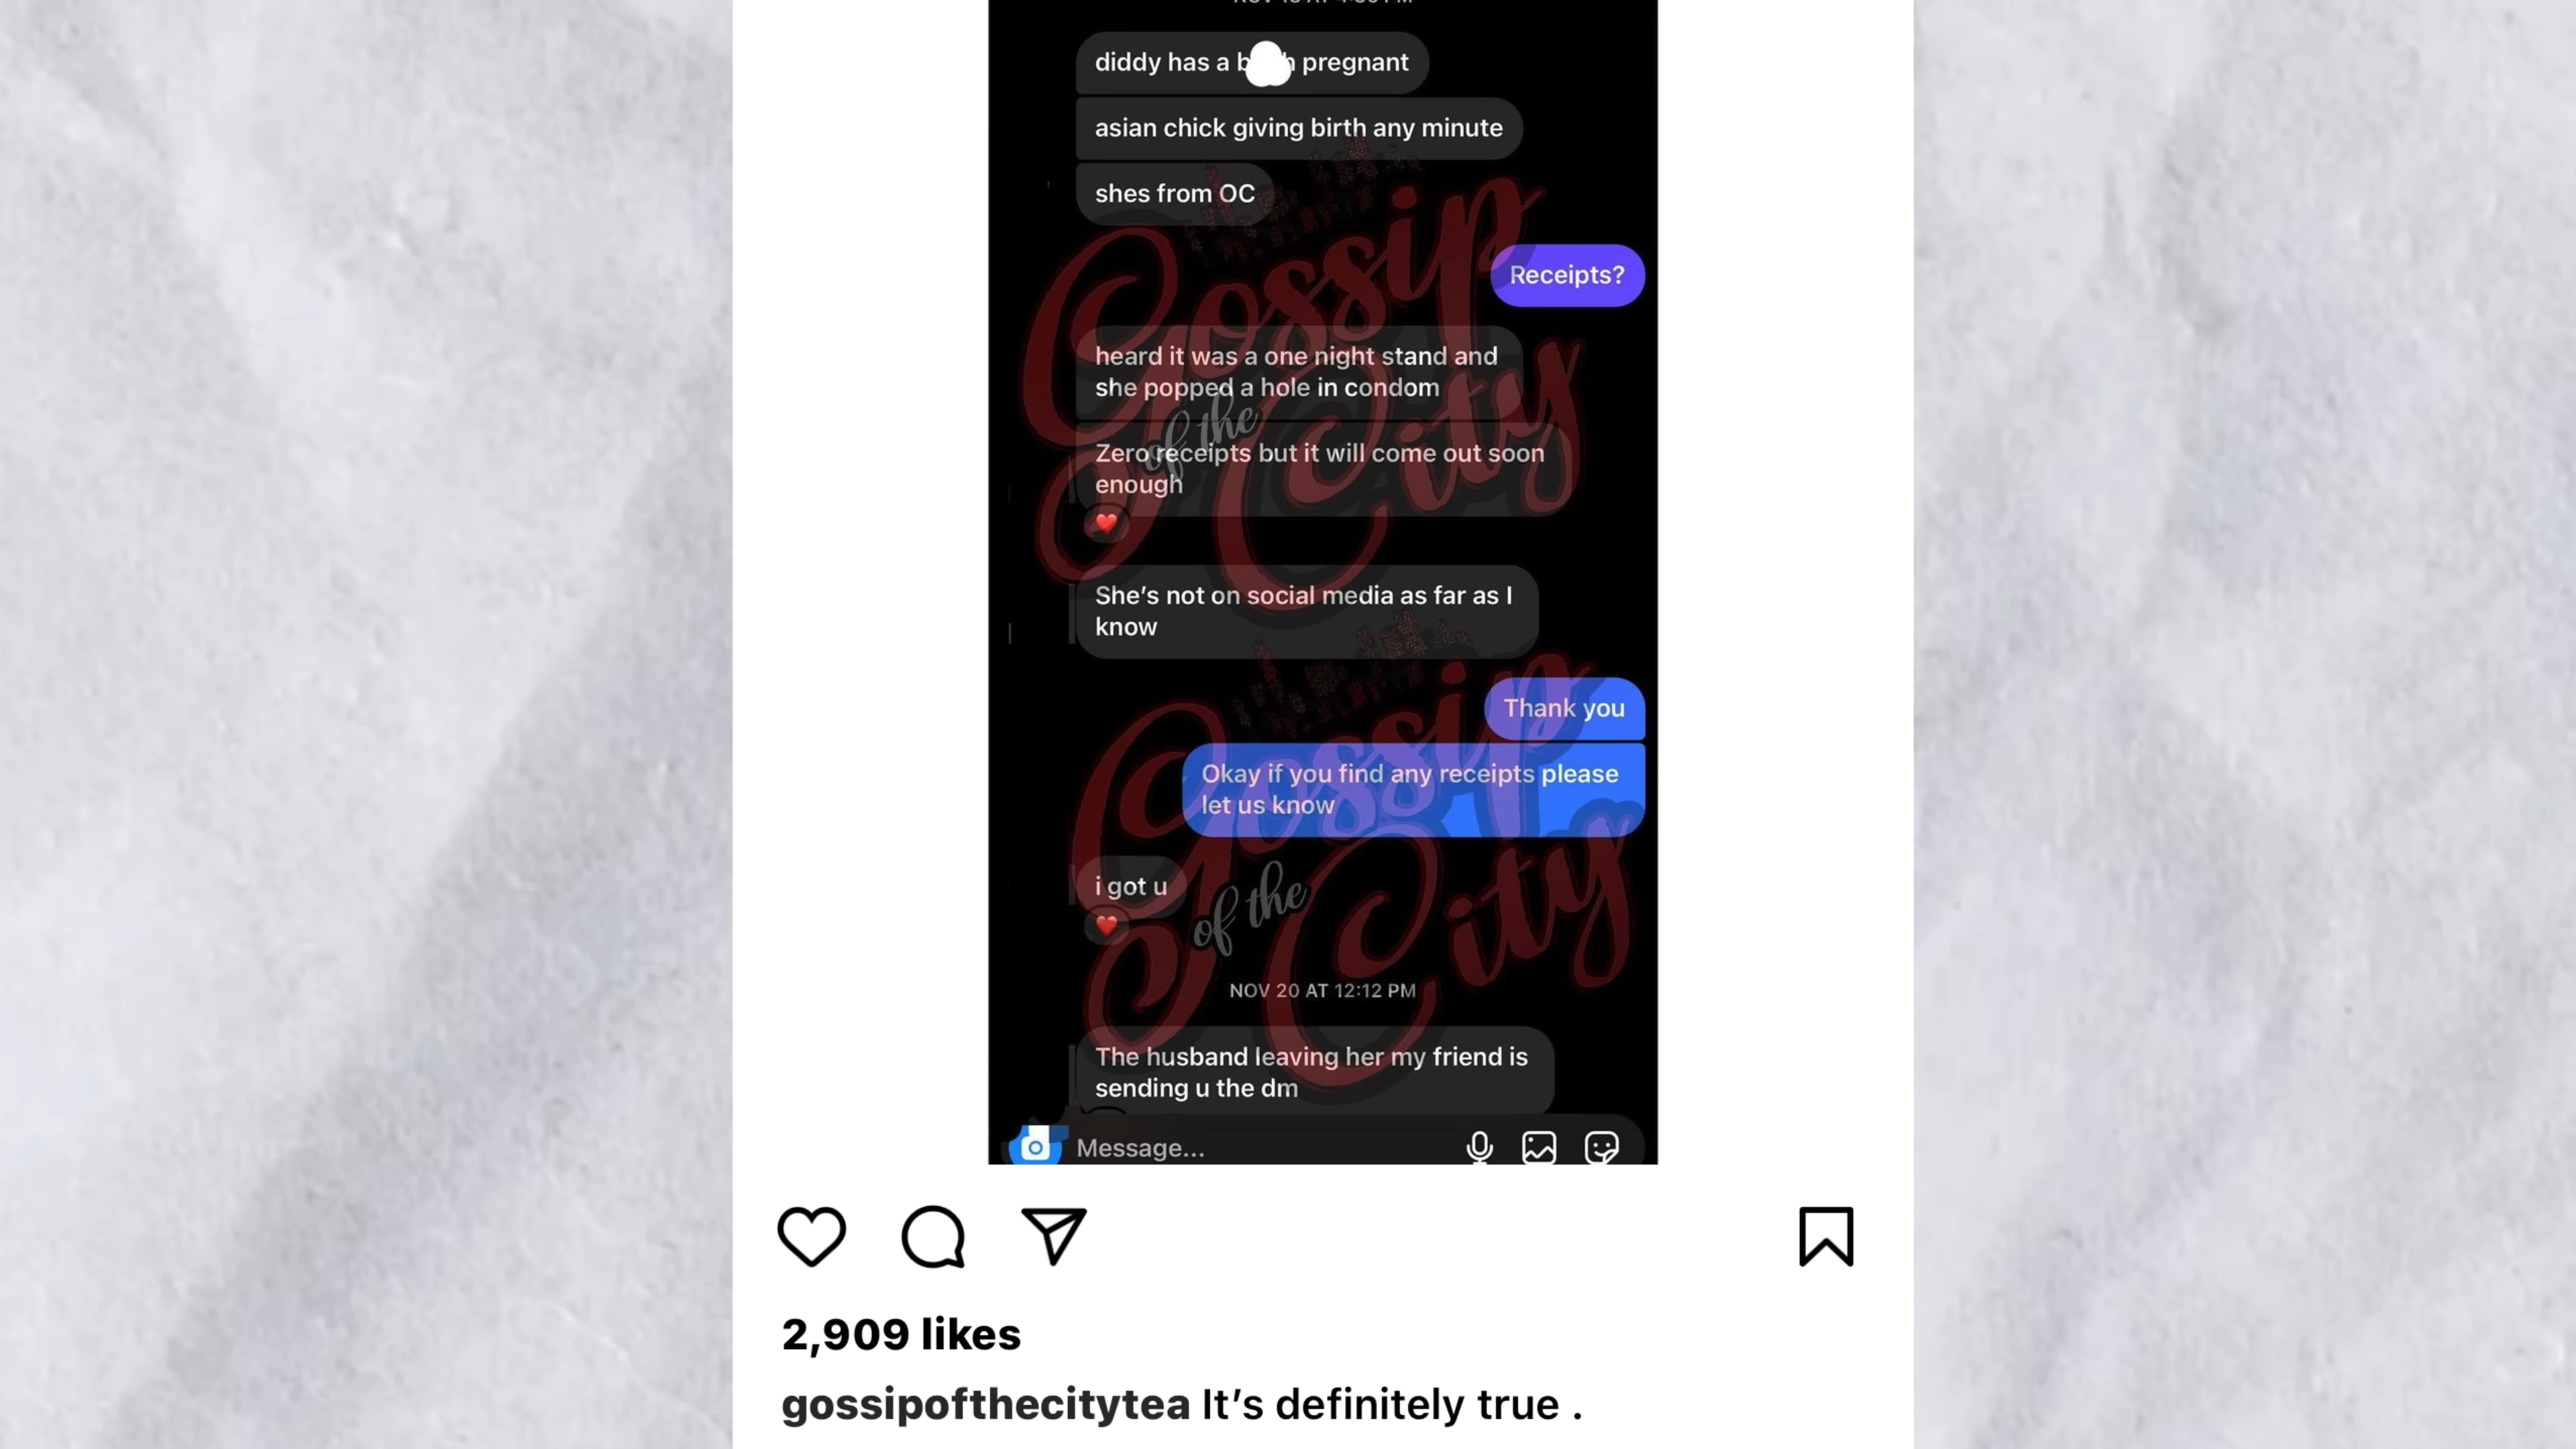 diddy has a b h pregnant
asian chick giving birth any minute
shes from OC
Receipts?
heard it was a one night stand and
she popped a hole in condom
Zero receipts but it will come out soon
enough
She's not on social media as far as I
know
Thank you
Okay if you find any receipts please
let us know
i got u
NOV 20 AT 12:12 PM
The husband leaving her my friend is
sending u the dm
Message...
Gossip
of the
City
Gossip
of the
City
2,909 likes
gossipofthecitytea It's definitely true .